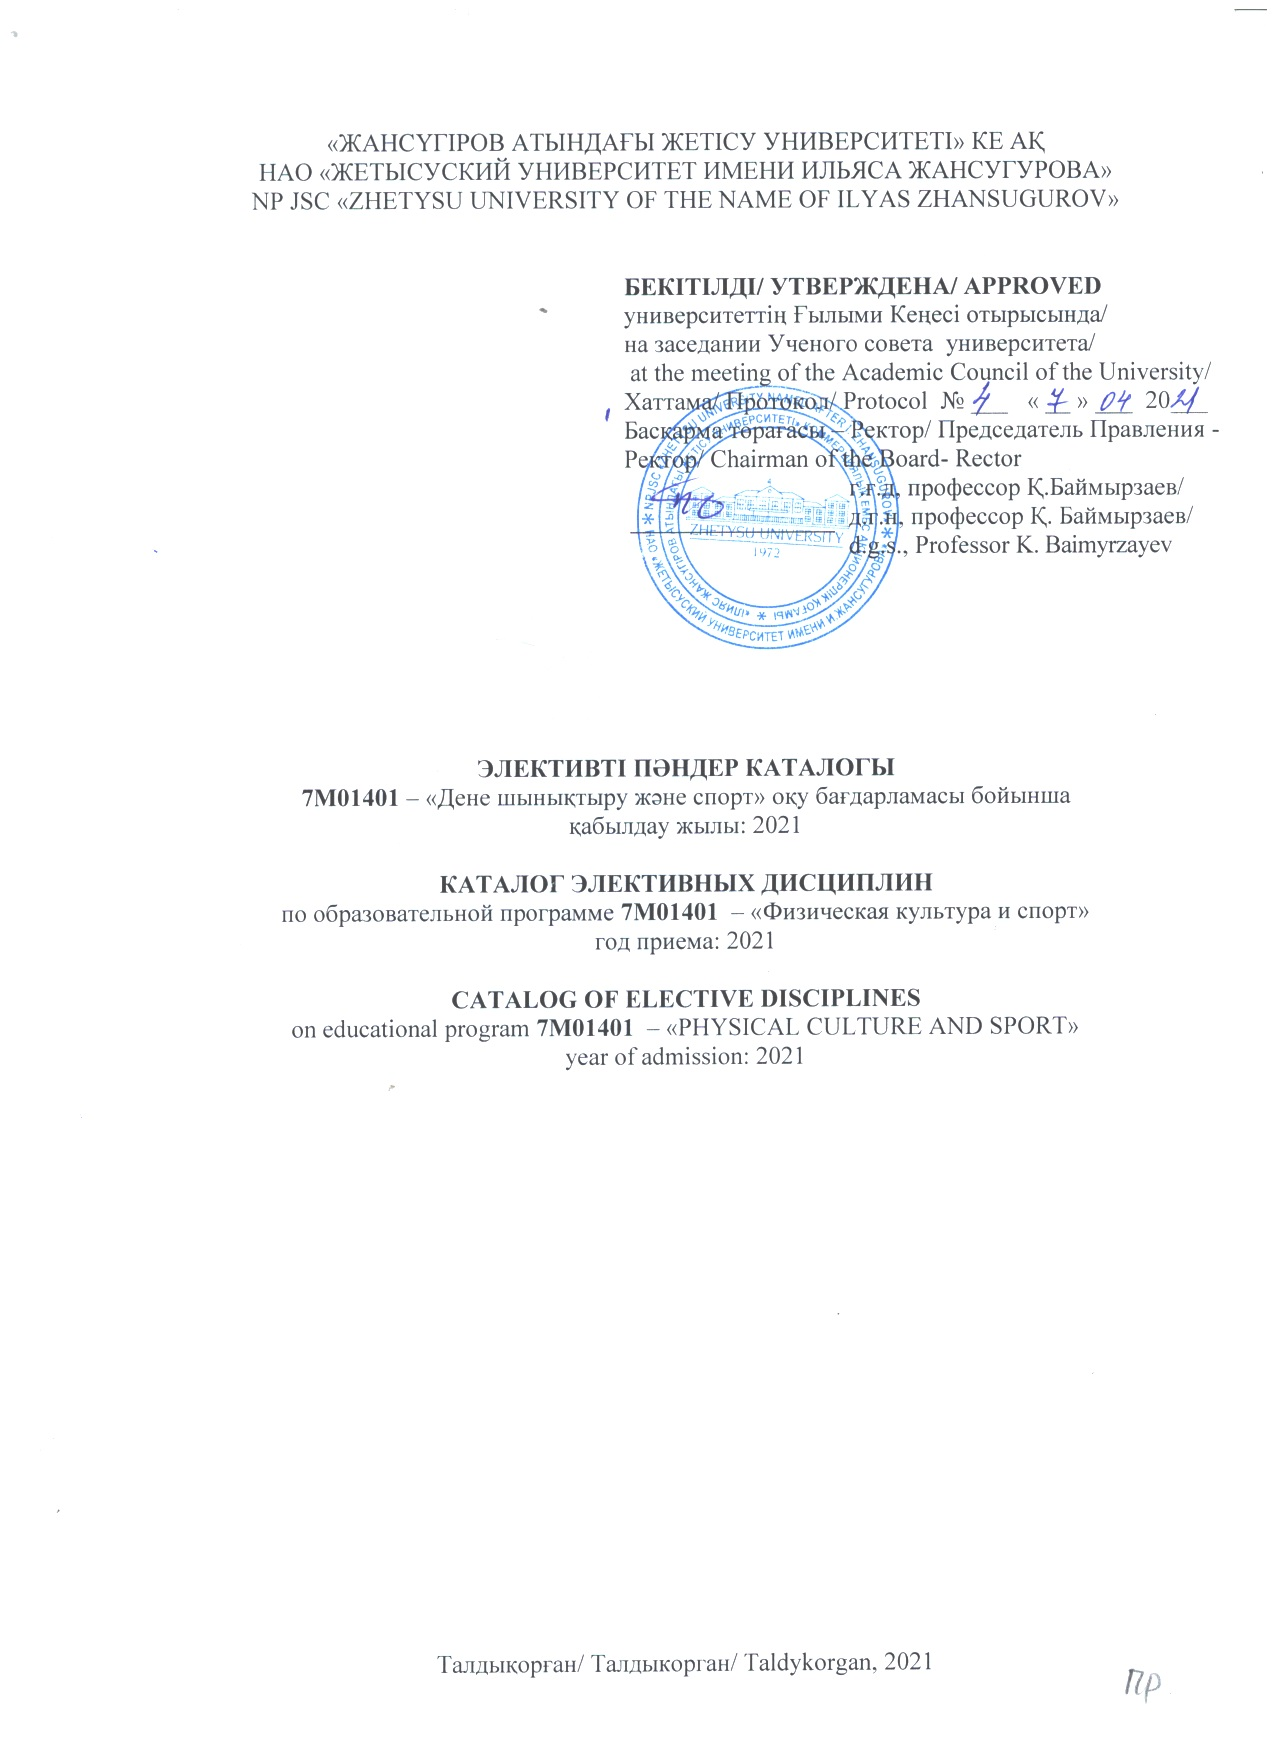 «ЖАНСҮГІРОВ АТЫНДАҒЫ ЖЕТІСУ УНИВЕРСИТЕТІ» КЕ АҚ
НАО «ЖЕТЫСУСКИЙ УНИВЕРСИТЕТ ИМЕНИ ИЛЬЯСА ЖАНСУГУРОВА»
NP JSC «ZHETYSU UNIVERSITY OF THE NAME OF ILYAS ZHANSUGUROV»
БЕКІТІЛДІ/ УТВЕРЖДЕНА/ APPROVED
университеттің Ғылыми Кеңесі отырысында/
на заседании Ученого совета университета/
at the meeting of the Academic Council of the University/
Хаттама/ Протокол/ Protocol № 4 « 7 » 04 2021
Басқарма төрағасы – Ректор/ Председатель Правления -
Ректор/ Chairman of the Board- Rector
г.ғ.д, профессор Қ.Баймырзаев/
д.г.н, профессор Қ. Баймырзаев/
d.g.s., Professor K. Baimyrzayev
ZHETYSU UNIVERSITY
1972
НАО «ЖЕТЫСУСКИЙ УНИВЕРСИТЕТ ИМЕНИ И.ЖАНСУГУРОВА»
ЭЛЕКТИВТІ ПӘНДЕР КАТАЛОГЫ
7М01401 – «Дене шынықтыру және спорт» оқу бағдарламасы бойынша
қабылдау жылы: 2021
КАТАЛОГ ЭЛЕКТИВНЫХ ДИСЦИПЛИН
по образовательной программе 7М01401 – «Физическая культура и спорт»
год приема: 2021
CATALOG OF ELECTIVE DISCIPLINES
on educational program 7M01401 – «PHYSICAL CULTURE AND SPORT»
year of admission: 2021
Талдықорған/ Талдыкорган/ Taldykorgan, 2021
ПР